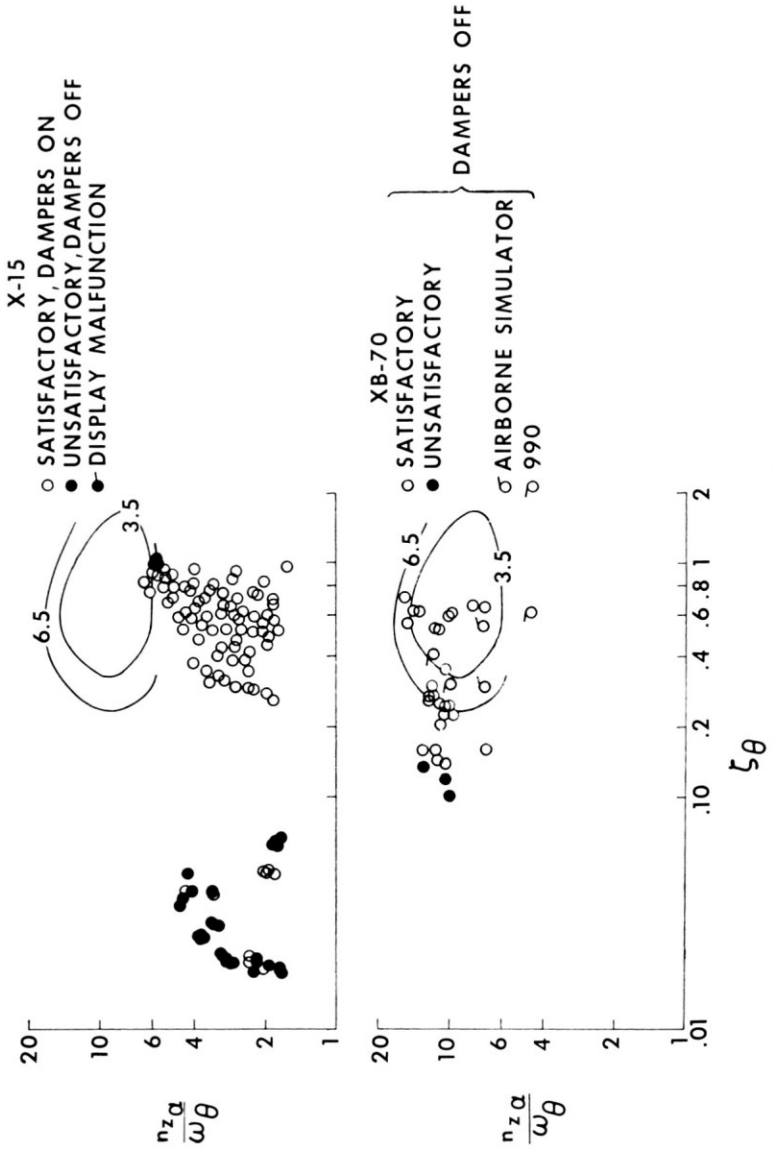 X-15
SATISFACTORY, DAMPERS ON
UNSATISFACTORY, DAMPERS OFF
DISPLAY MALFUNCTION
20
10
6
4
2
1
n_zα/ω_θ
6.5
3.5
XB-70
SATISFACTORY
UNSATISFACTORY
AIRBORNE SIMULATOR
990
DAMPERS OFF
20
10
6
4
2
1
n_zα/ω_θ
6.5
3.5
.01
.10
.2
.4
.6
.8
1
2
ζ_θ